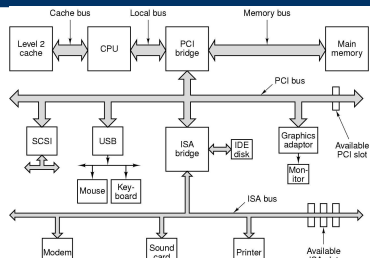 Cache bus
Local bus
Memory bus
Level 2
cache
CPU
PCI
bridge
Main
memory
PCI bus
SCSI
USB
ISA
bridge
IDE
disk
Graphics
adaptor
Available
PCI slot
Mouse
Key-
board
Mon-
itor
ISA bus
Modem
Sound
card
Printer
Available